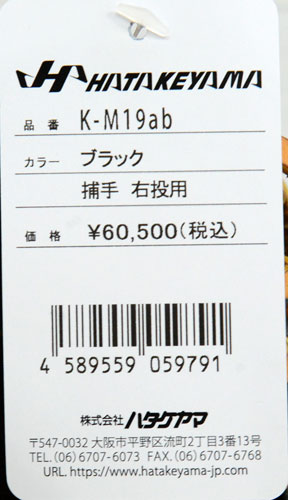 HATAKEYAMA
品番 K-M19ab
カラー ブラック
捕手 右投用
価格 ¥60,500(税込)
4 589559 059791
株式会社 ハタケヤマ
〒547-0032 大阪市平野区流町2丁目3番13号
TEL.(06)6707-6073 FAX.(06)6707-6768
URL. https://www.hatakeyama-jp.com/